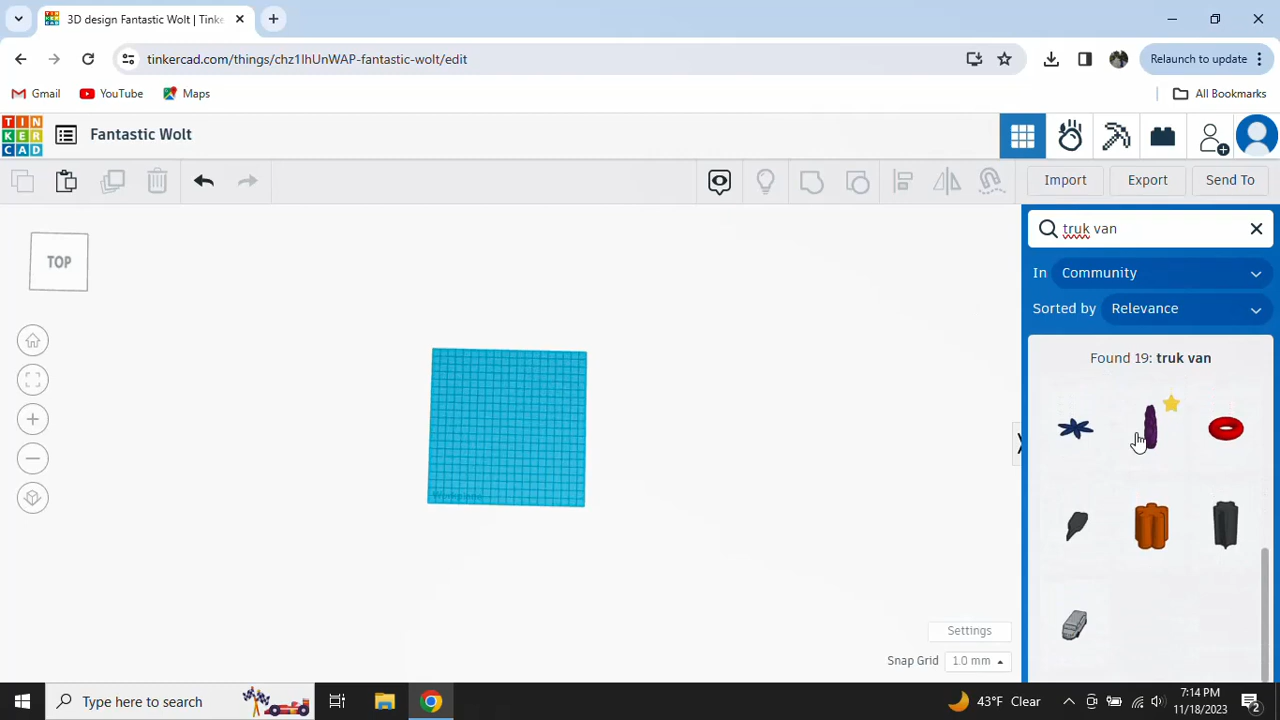 3D design Fantastic Wolt | Tinke
tinkercad.com/things/chz1lhUnWAP-fantastic-wolt/edit
Relaunch to update
Gmail
YouTube
Maps
All Bookmarks
TIN
KER
CAD
Fantastic Wolt
Import
Export
Send To
TOP
truk van
In
Community
Sorted by
Relevance
Found 19: truk van
Workplane
Settings
Snap Grid
1.0 mm
Type here to search
43°F Clear
7:14 PM
11/18/2023
2